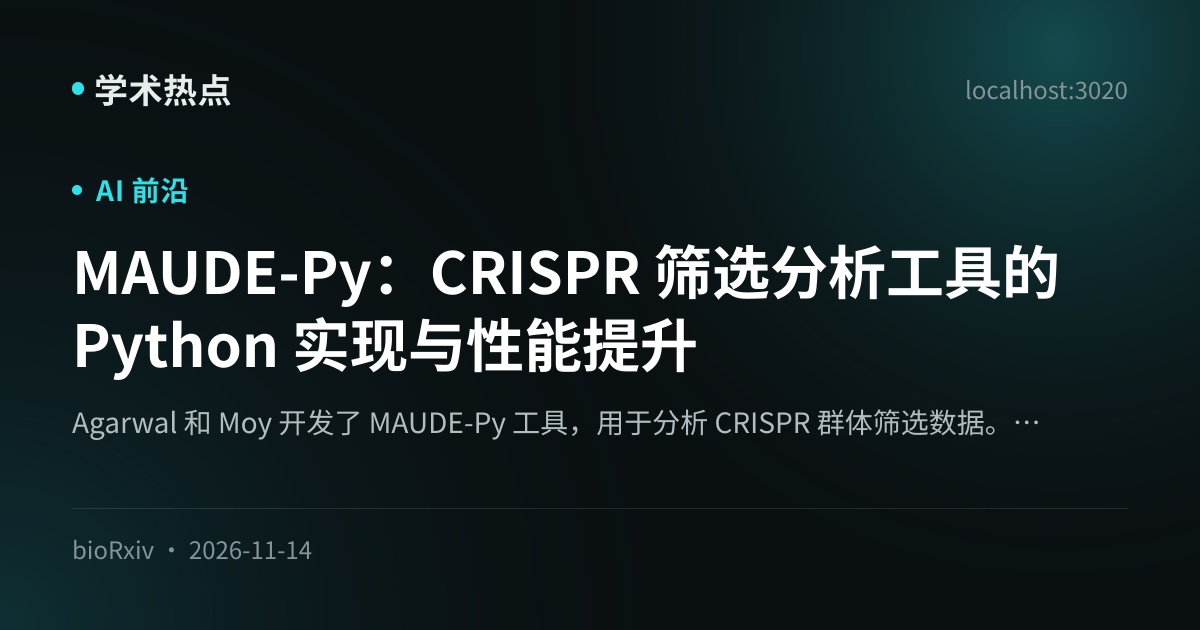 学术热点
localhost:3020
AI 前沿
MAUDE-Py：CRISPR 筛选分析工具的
Python 实现与性能提升
Agarwal 和 Moy 开发了 MAUDE-Py 工具，用于分析 CRISPR 群体筛选数据。…
bioRxiv · 2026-11-14